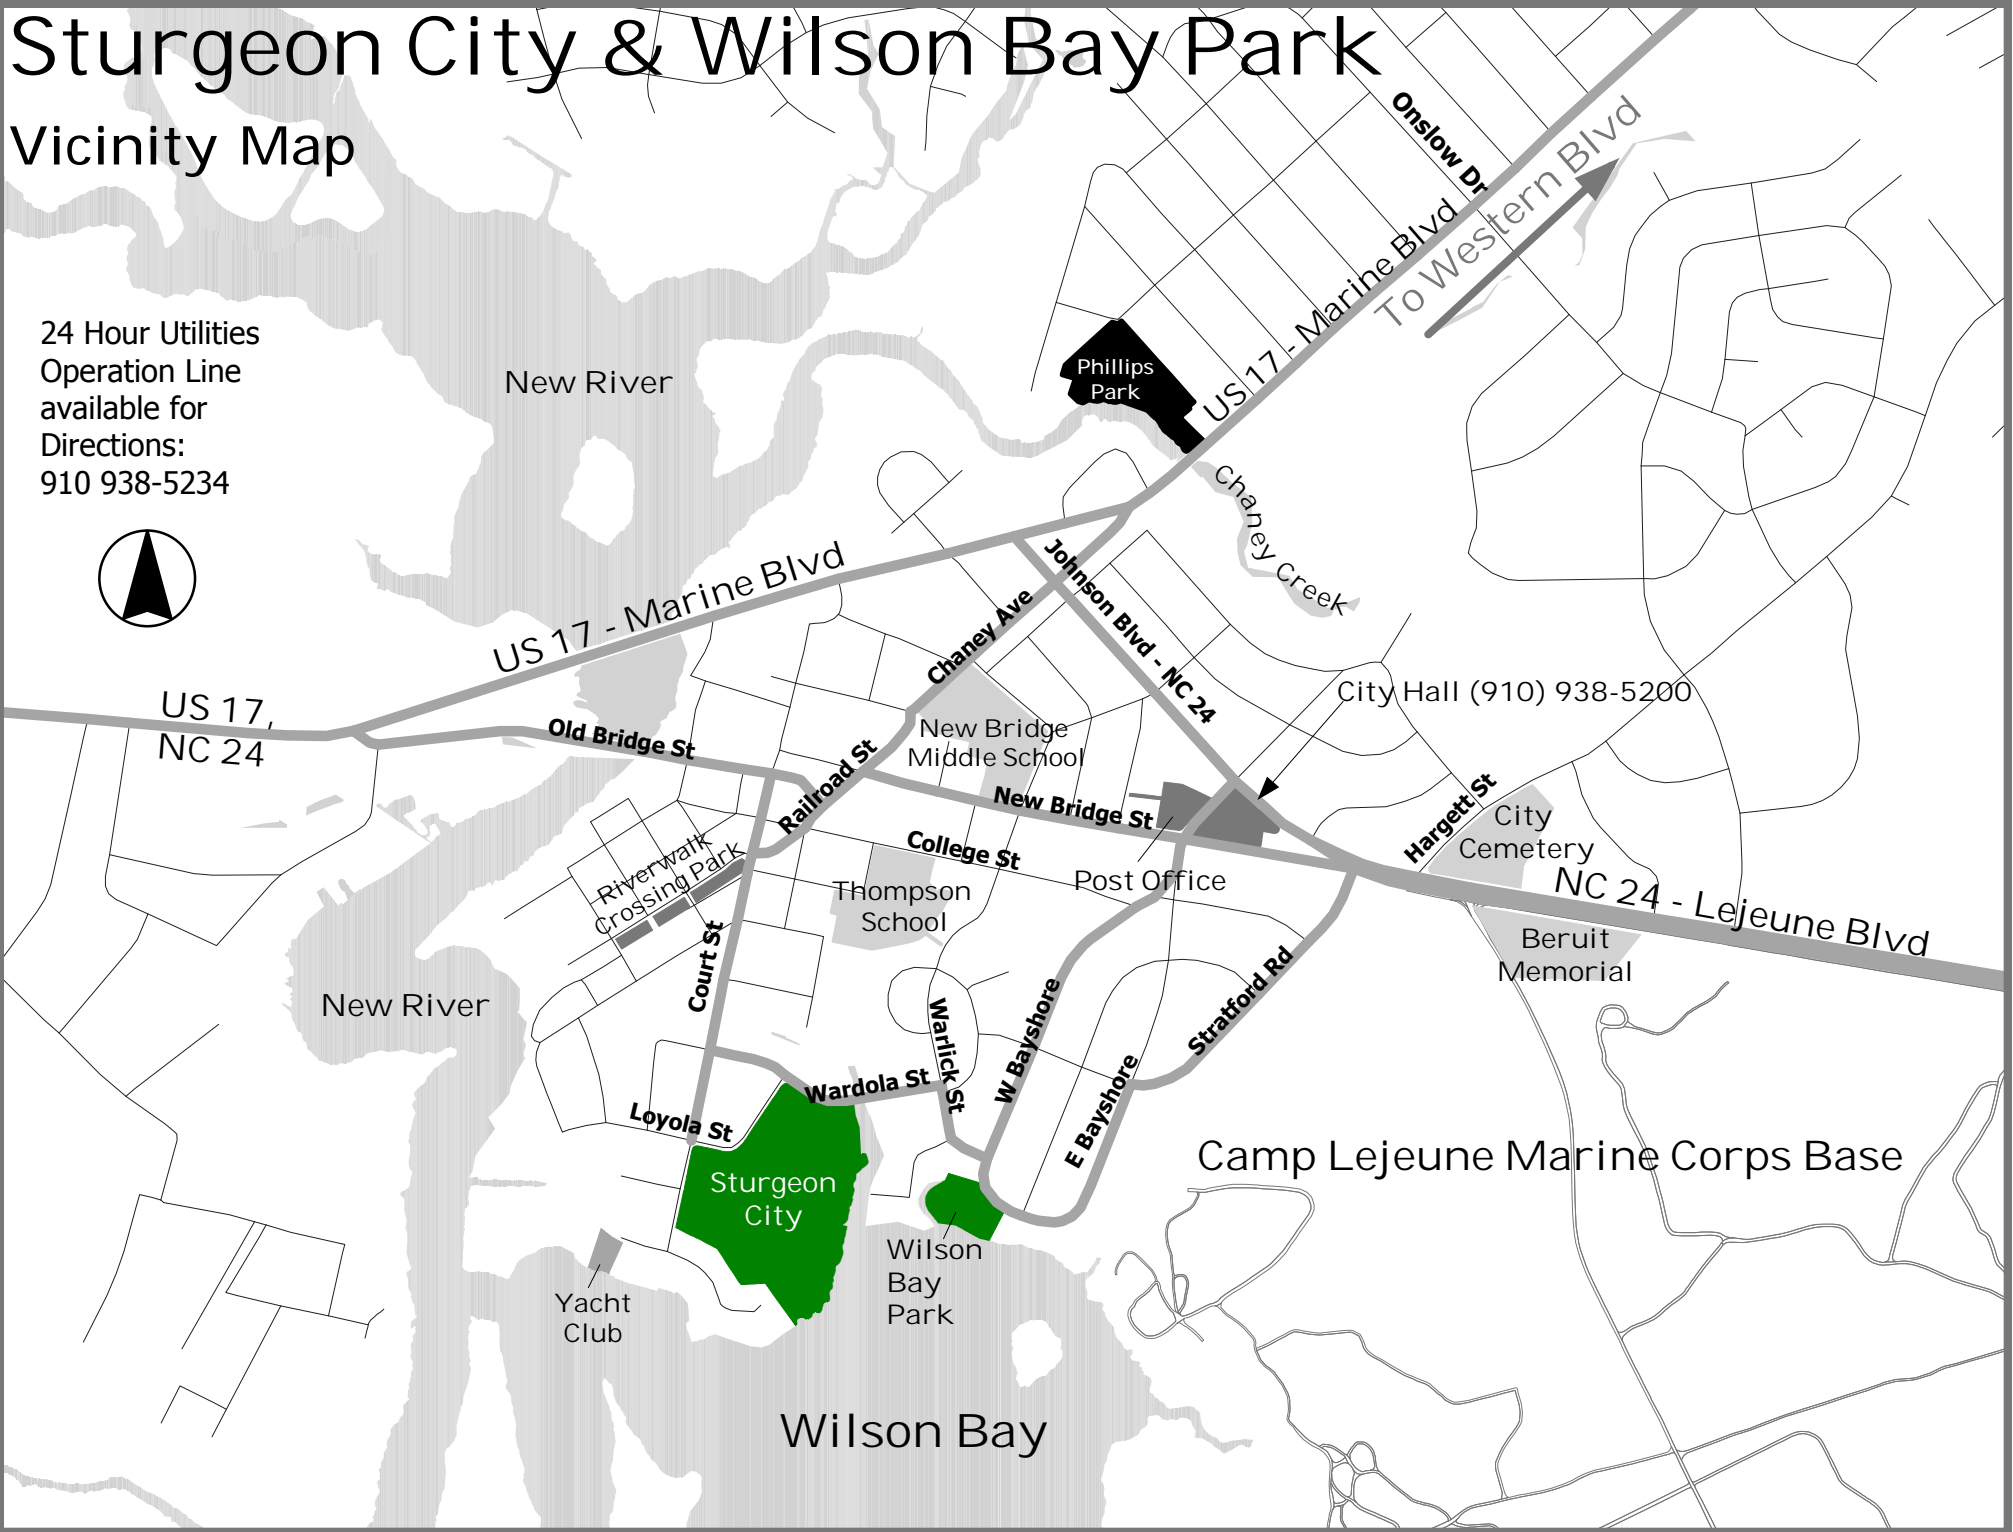 Sturgeon City & Wilson Bay Park
Vicinity Map
Onslow Dr
To Western Blvd
US 17 - Marine Blvd
24 Hour Utilities
Operation Line
available for
Directions:
910 938-5234
New River
Phillips
Park
Chaney Creek
US 17 - Marine Blvd
Johnson Blvd - NC 24
Chaney Ave
US 17,
NC 24
Old Bridge St
City Hall (910) 938-5200
New Bridge
Middle School
Railroad St
New Bridge St
Hargett St
City
Cemetery
College St
Riverwalk
Crossing Park
Thompson
School
Post Office
NC 24 - Lejeune Blvd
Beruit
Memorial
Court St
New River
Warlick St
W Bayshore
Stratford Rd
Wardola St
E Bayshore
Loyola St
Camp Lejeune Marine Corps Base
Sturgeon
City
Wilson
Bay
Park
Yacht
Club
Wilson Bay